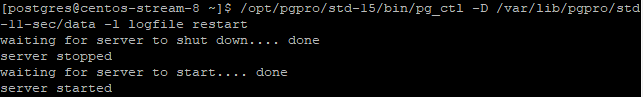 [postgres@centos-stream-8 ~]$ /opt/pgpro/std-15/bin/pg_ctl -D /var/lib/pgpro/std
-ll-sec/data -l logfile restart
waiting for server to shut down.... done
server stopped
waiting for server to start.... done
server started